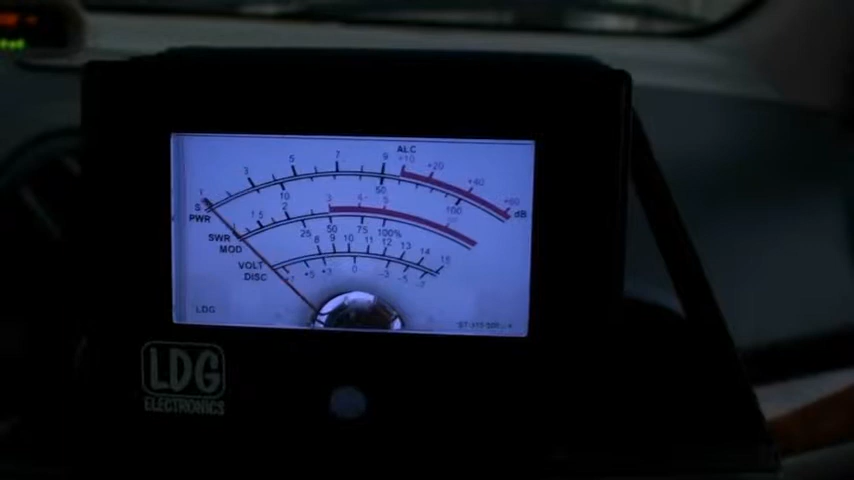 ALC
1 3 5 7 9 +10 +20 +40 +60 dB
S
PWR 10 50 100
SWR 1.5 2 3 4 5
MOD 25 50 75 100%
VOLT 8 9 10 11 12 13 14 15
DISC +7 +5 +3 0 -3 -5 -7
LDG
LDG
ELECTRONICS